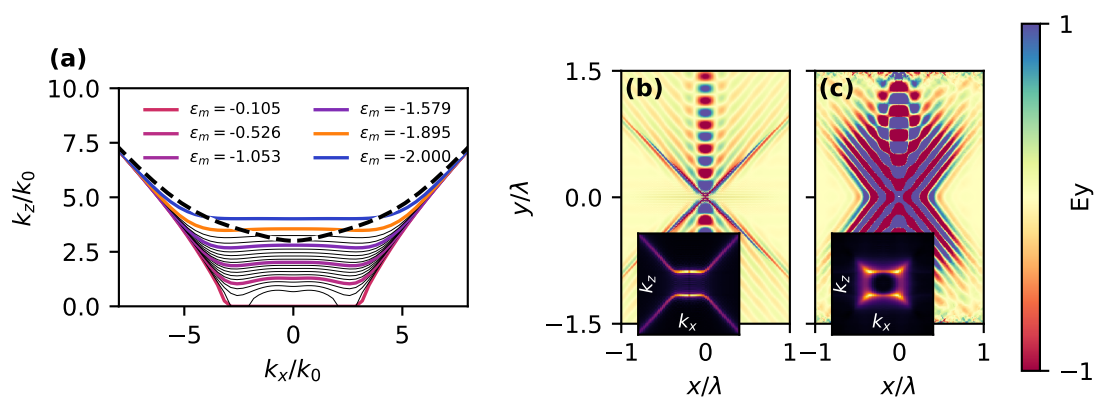 (a)
10.0
7.5
5.0
2.5
0.0
k_z/k_0
−5
0
5
k_x/k_0
ε_m = -0.105
ε_m = -0.526
ε_m = -1.053
ε_m = -1.579
ε_m = -1.895
ε_m = -2.000
(b)
1.5
0.0
−1.5
y/λ
k_z
k_x
−1
0
1
x/λ
(c)
k_z
k_x
−1
0
1
x/λ
1
−1
Ey